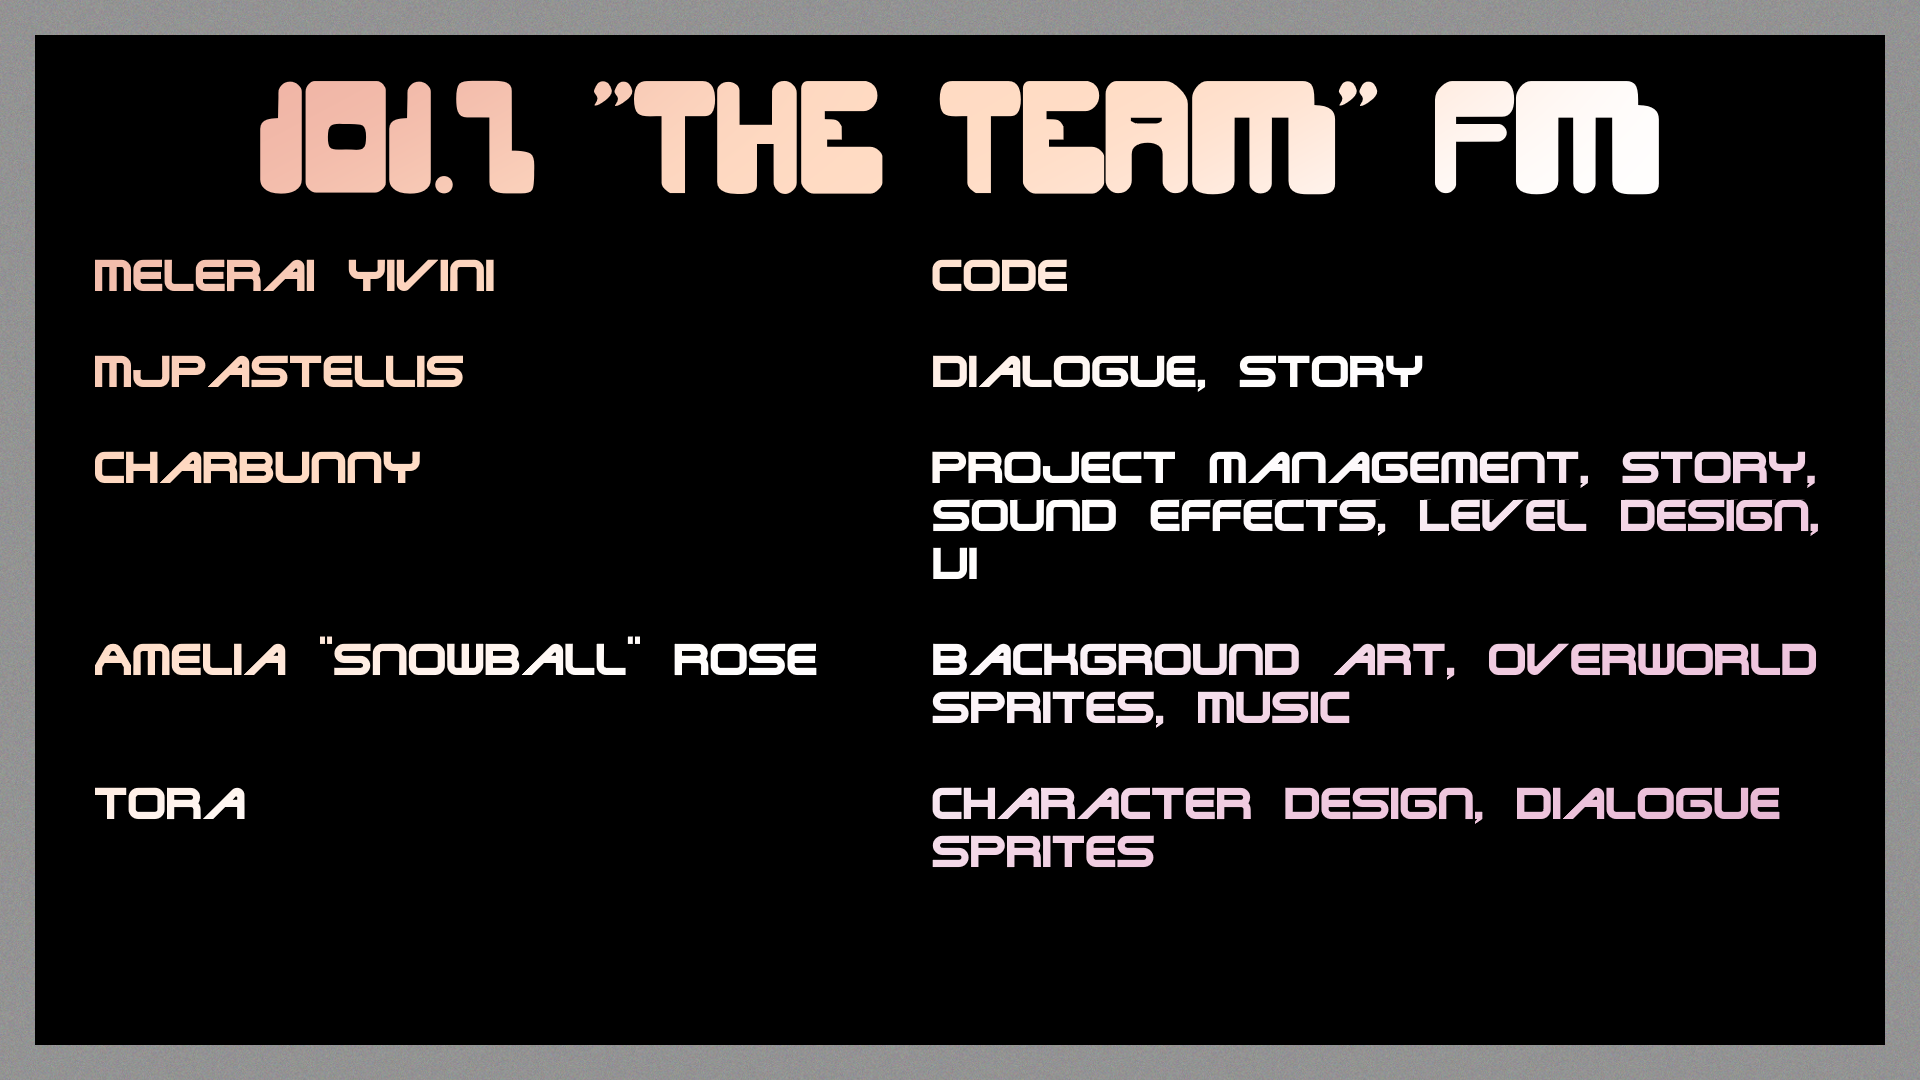 101.2 "THE TEAM" FM
MELERAI YIVINI CODE
MJPASTELLIS DIALOGUE, STORY
CHARBUNNY PROJECT MANAGEMENT, STORY,
SOUND EFFECTS, LEVEL DESIGN,
UI
AMELIA "SNOWBALL" ROSE BACKGROUND ART, OVERWORLD
SPRITES, MUSIC
TORA CHARACTER DESIGN, DIALOGUE
SPRITES